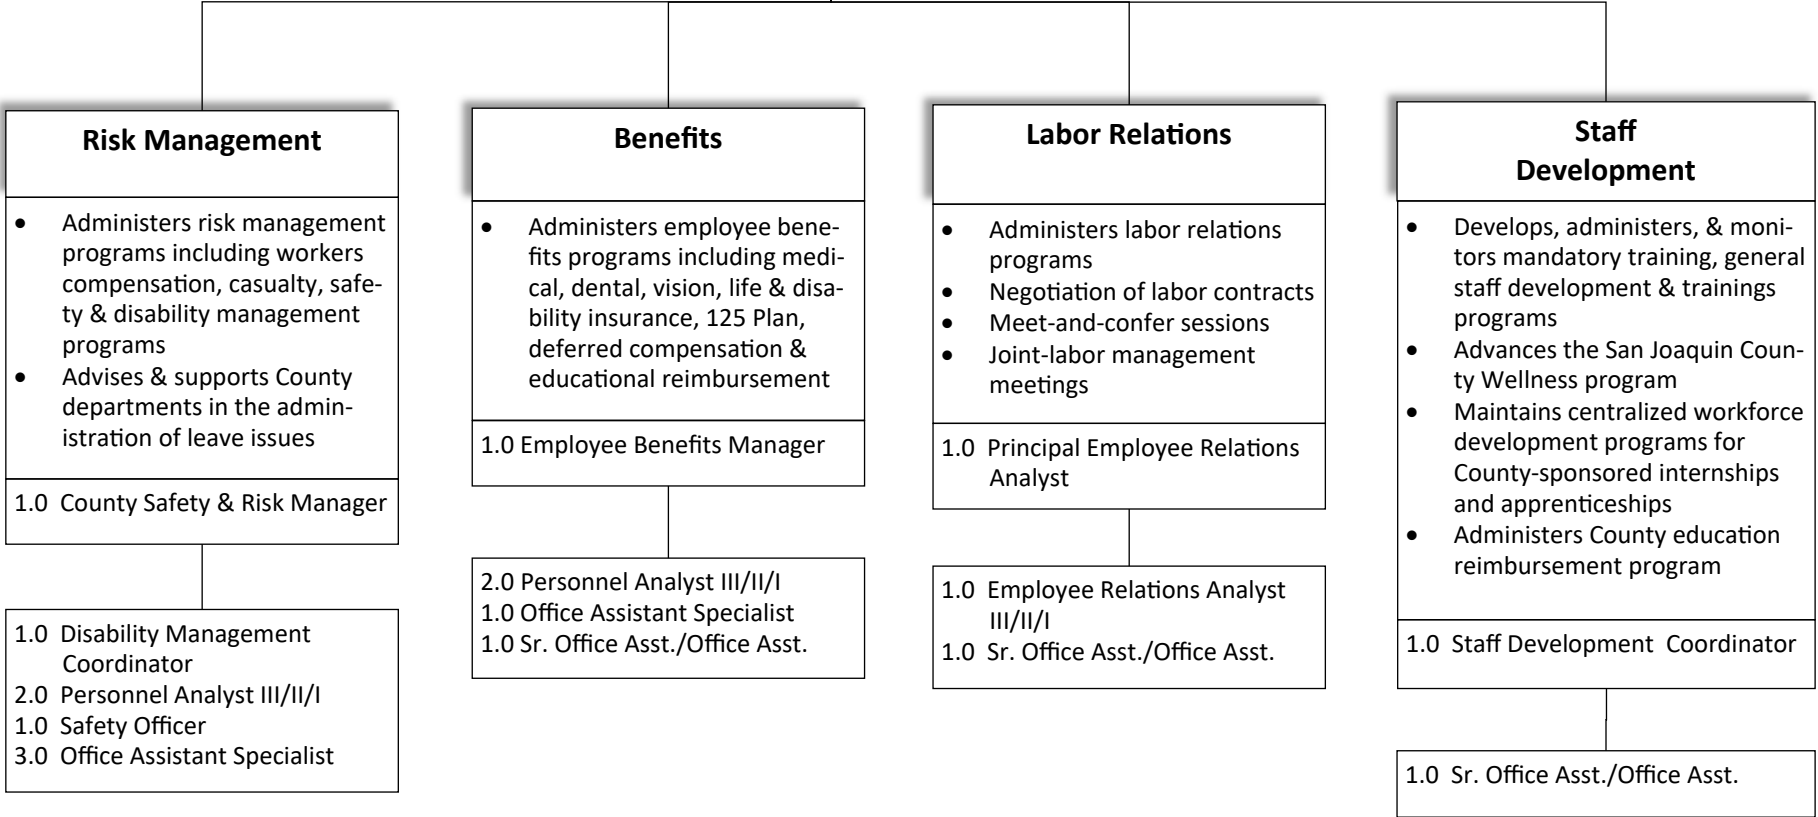 Risk Management
• Administers risk management
programs including workers
compensation, casualty, safe-
ty & disability management
programs
• Advises & supports County
departments in the admin-
istration of leave issues
1.0 County Safety & Risk Manager
1.0 Disability Management
Coordinator
2.0 Personnel Analyst III/II/I
1.0 Safety Officer
3.0 Office Assistant Specialist
Benefits
• Administers employee bene-
fits programs including medi-
cal, dental, vision, life & disa-
bility insurance, 125 Plan,
deferred compensation &
educational reimbursement
1.0 Employee Benefits Manager
2.0 Personnel Analyst III/II/I
1.0 Office Assistant Specialist
1.0 Sr. Office Asst./Office Asst.
Labor Relations
• Administers labor relations
programs
• Negotiation of labor contracts
• Meet-and-confer sessions
• Joint-labor management
meetings
1.0 Principal Employee Relations
Analyst
1.0 Employee Relations Analyst
III/II/I
1.0 Sr. Office Asst./Office Asst.
Staff
Development
• Develops, administers, & moni-
tors mandatory training, general
staff development & trainings
programs
• Advances the San Joaquin Coun-
ty Wellness program
• Maintains centralized workforce
development programs for
County-sponsored internships
and apprenticeships
• Administers County education
reimbursement program
1.0 Staff Development Coordinator
1.0 Sr. Office Asst./Office Asst.